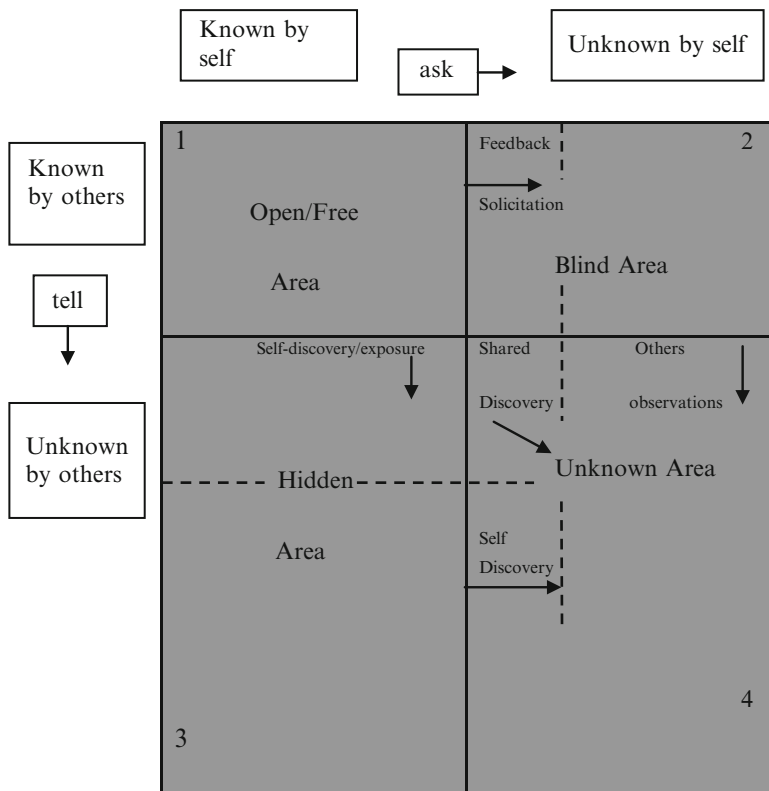 Known by
self
ask
Unknown by self
Known
by others
tell
Unknown
by others
1
Open/Free
Area
Feedback
Solicitation
2
Blind Area
Self-discovery/exposure
Hidden
Area
3
Shared
Discovery
Others
observations
Unknown Area
Self
Discovery
4